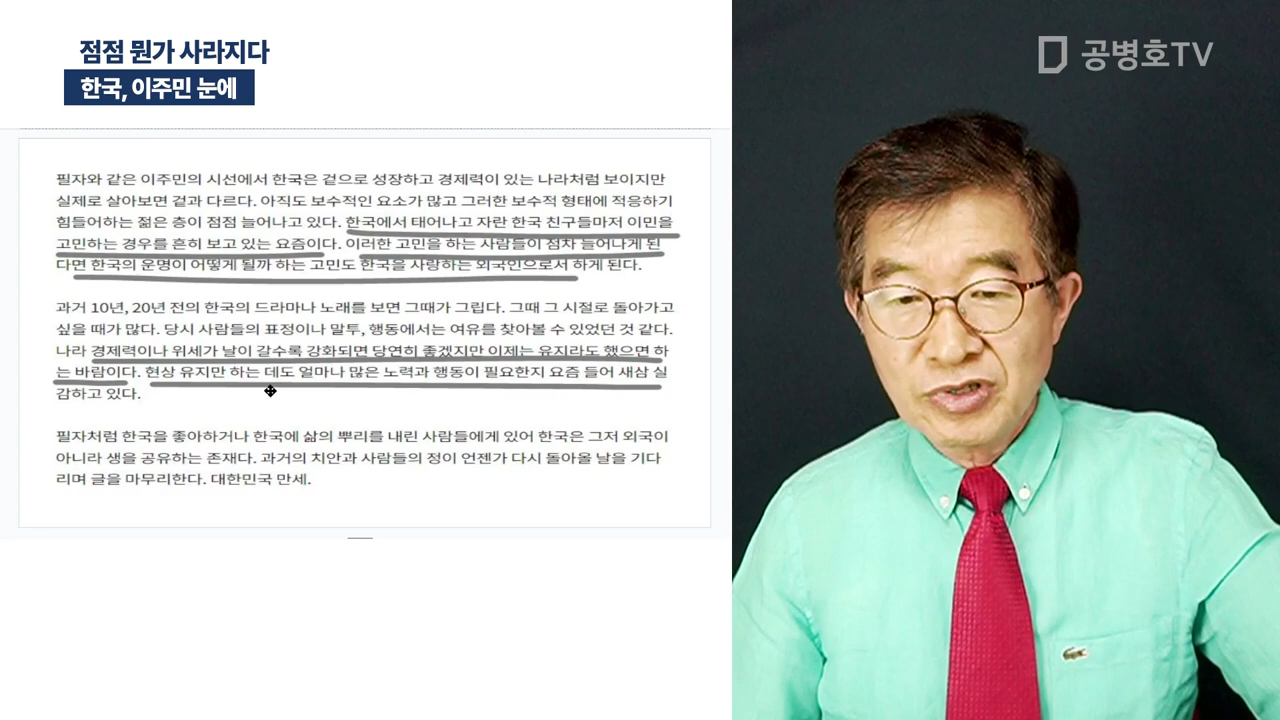 점점 뭔가 사라지다
한국, 이주민 눈에
공병호TV
필자와 같은 이주민의 시선에서 한국은 겉으로 성장하고 경제력이 있는 나라처럼 보이지만
실제로 살아보면 겉과 다르다. 아직도 보수적인 요소가 많고 그러한 보수적 형태에 적응하기
힘들어하는 젊은 층이 점점 늘어나고 있다. 한국에서 태어나고 자란 한국 친구들마저 이민을
고민하는 경우를 흔히 보고 있는 요즘이다. 이러한 고민을 하는 사람들이 점차 늘어나게 된
다면 한국의 운명이 어떻게 될까 하는 고민도 한국을 사랑하는 외국인으로서 하게 된다.
과거 10년, 20년 전의 한국의 드라마나 노래를 보면 그때가 그립다. 그때 그 시절로 돌아가고
싶을 때가 많다. 당시 사람들의 표정이나 말투, 행동에서는 여유를 찾아볼 수 있었던 것 같다.
나라 경제력이나 위세가 날이 갈수록 강화되면 당연히 좋겠지만 이제는 유지라도 했으면 하
는 바람이다. 현상 유지만 하는 데도 얼마나 많은 노력과 행동이 필요한지 요즘 들어 새삼 실
감하고 있다.
필자처럼 한국을 좋아하거나 한국에 삶의 뿌리를 내린 사람들에게 있어 한국은 그저 외국이
아니라 생을 공유하는 존재다. 과거의 치안과 사람들의 정이 언젠가 다시 돌아올 날을 기다
리며 글을 마무리한다. 대한민국 만세.